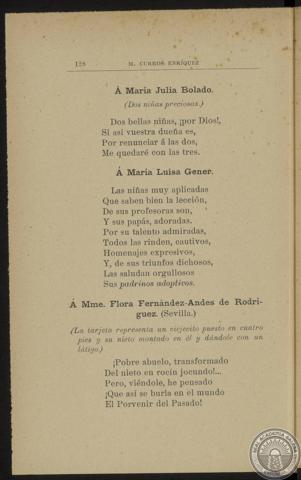 128
M. CURROS ENRÍQUEZ
Á María Julia Bolado.
(Dos niñas preciosas.)
Dos bellas niñas, ¡por Dios!,
Si así vuestra dueña es,
Por renunciar á las dos,
Me quedaré con las tres.
Á María Luisa Gener.
Las niñas muy aplicadas
Que saben bien la lección,
De sus profesoras son,
Y sus papás, adoradas.
Por su talento admiradas,
Todos las rinden, cautivos,
Homenajes expresivos,
Y, de sus triunfos dichosos,
Las saludan orgullosos
Sus padrinos adoptivos.
Á Mme. Flora Fernández-Andes de Rodrí-
guez. (Sevilla.)
(La tarjeta representa un viejecito puesto en cuatro
pies y su nieto montado en él y dándole con un
látigo.)
¡Pobre abuelo, transformado
Del nieto en rocín jocundo!...
Pero, viéndole, he pensado
¡Que así se burla en el mundo
El Porvenir del Pasado!
REAL ACADEMIA GALEGA